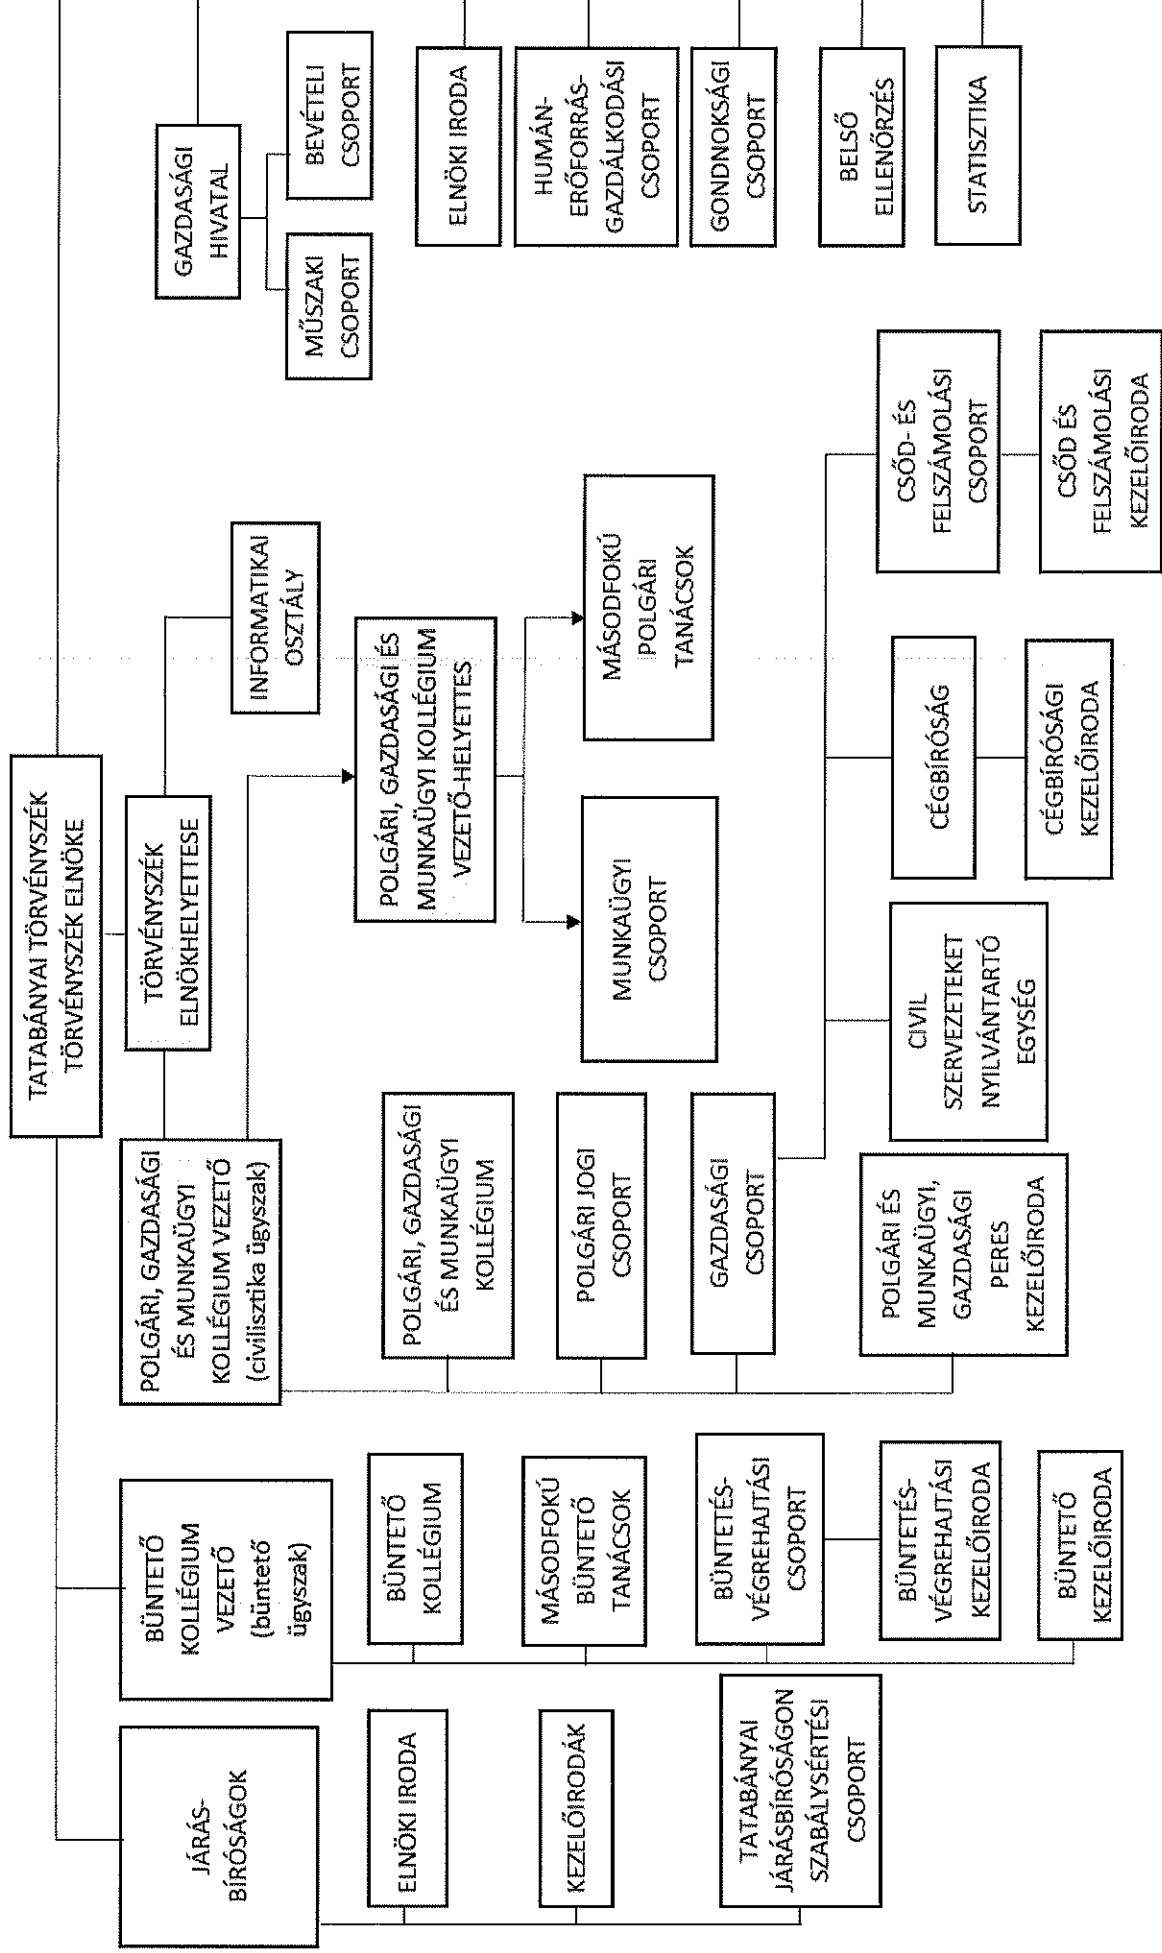 TATABÁNYAI TÖRVÉNYSZÉK
TÖRVÉNYSZÉK ELNÖKE
JÁRÁS-
BÍRÓSÁGOK
ELNÖKI IRODA
KEZELŐIRODÁK
TATABÁNYAI
JÁRÁSBÍRÓSÁGON
SZABÁLYSÉRTÉSI
CSOPORT
BÜNTETŐ
KOLLÉGIUM
VEZETŐ
(büntető
ügyszak)
BÜNTETŐ
KOLLÉGIUM
MÁSODFOKÚ
BÜNTETŐ
TANÁCSOK
BÜNTETÉS-
VÉGREHAJTÁSI
CSOPORT
BÜNTETÉS-
VÉGREHAJTÁSI
KEZELŐIRODA
BÜNTETŐ
KEZELŐIRODA
TÖRVÉNYSZÉK
ELNÖKHELYETTESE
POLGÁRI, GAZDASÁGI
ÉS MUNKAÜGYI
KOLLÉGIUM VEZETŐ
(civilisztika ügyszak)
POLGÁRI, GAZDASÁGI
ÉS MUNKAÜGYI
KOLLÉGIUM
POLGÁRI JOGI
CSOPORT
GAZDASÁGI
CSOPORT
POLGÁRI ÉS
MUNKAÜGYI,
GAZDASÁGI
PERES
KEZELŐIRODA
INFORMATIKAI
OSZTÁLY
POLGÁRI, GAZDASÁGI ÉS
MUNKAÜGYI KOLLÉGIUM
VEZETŐ-HELYETTES
MUNKAÜGYI
CSOPORT
MÁSODFOKÚ
POLGÁRI
TANÁCSOK
CIVIL
SZERVEZETEKET
NYILVÁNTARTÓ
EGYSÉG
CÉGBÍRÓSÁG
CÉGBÍRÓSÁGI
KEZELŐIRODA
CSŐD- ÉS
FELSZÁMOLÁSI
CSOPORT
CSŐD ÉS
FELSZÁMOLÁSI
KEZELŐIRODA
GAZDASÁGI
HIVATAL
MŰSZAKI
CSOPORT
BEVÉTELI
CSOPORT
ELNÖKI IRODA
HUMÁN-
ERŐFORRÁS-
GAZDÁLKODÁSI
CSOPORT
GONDNOKSÁGI
CSOPORT
BELSŐ
ELLENŐRZÉS
STATISZTIKA